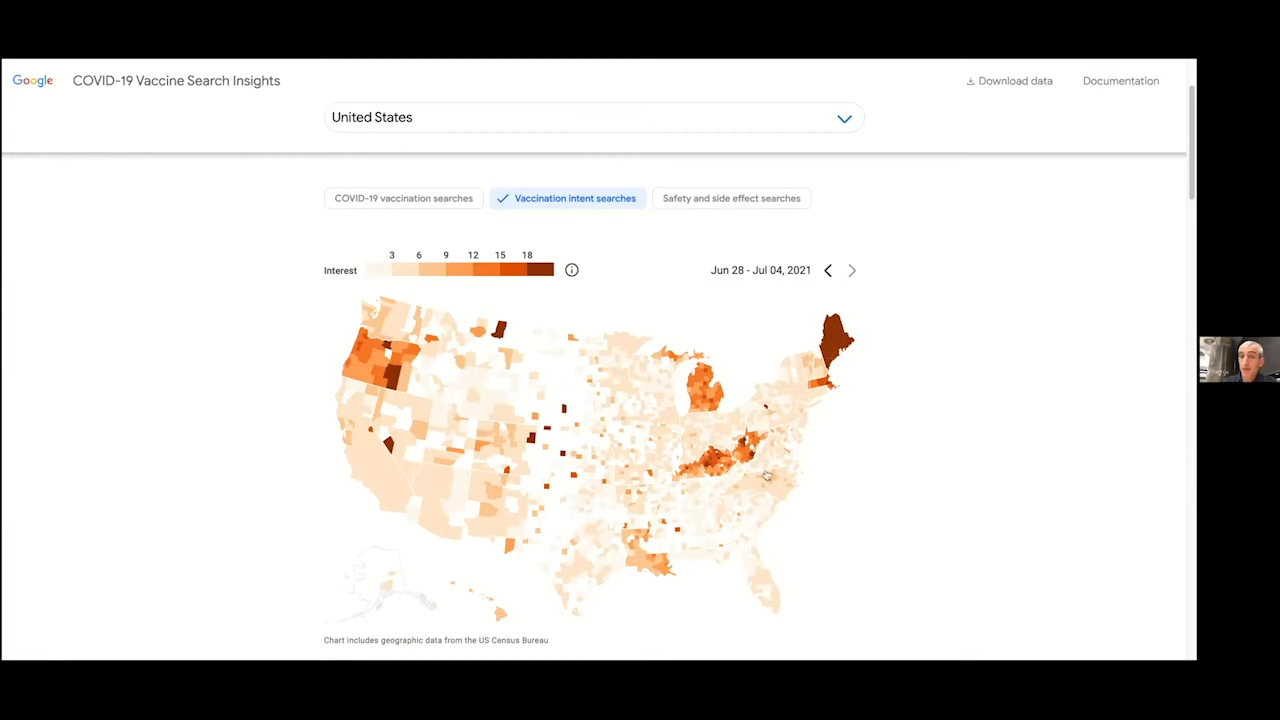 Google COVID-19 Vaccine Search Insights Download data Documentation
United States
COVID-19 vaccination searches Vaccination intent searches Safety and side effect searches
3 6 9 12 15 18
Interest Jun 28 - Jul 04, 2021
Chart includes geographic data from the US Census Bureau